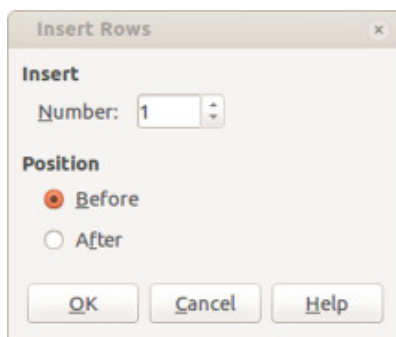 Insert Rows
Insert
Number: 1
Position
Before
After
OK Cancel Help